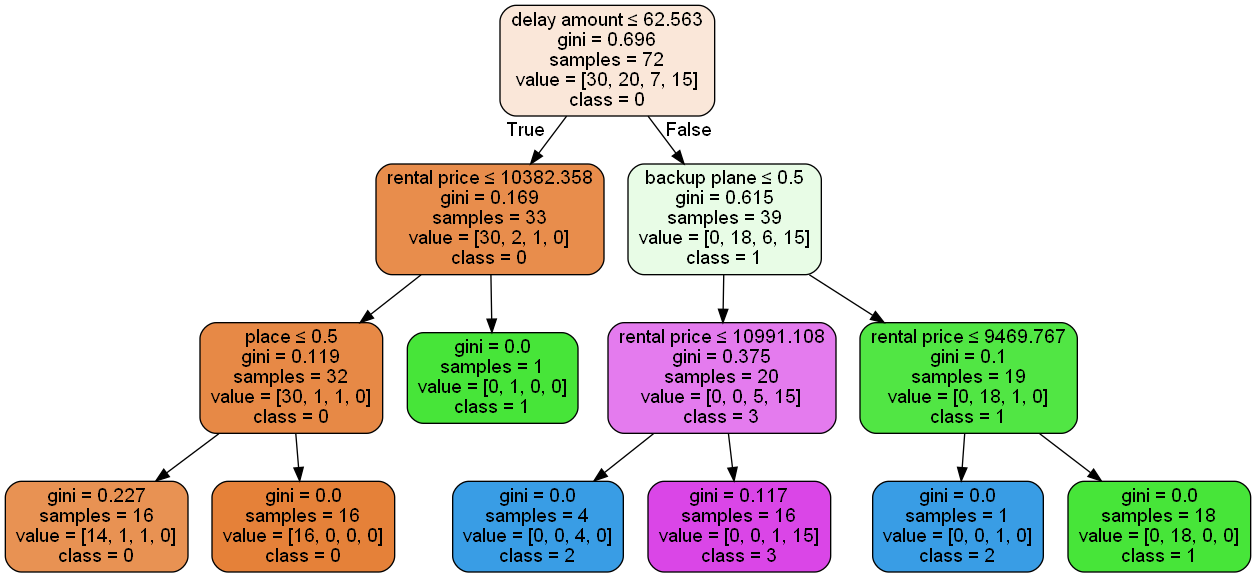 delay amount ≤ 62.563
gini = 0.696
samples = 72
value = [30, 20, 7, 15]
class = 0
True
False
rental price ≤ 10382.358
gini = 0.169
samples = 33
value = [30, 2, 1, 0]
class = 0
backup plane ≤ 0.5
gini = 0.615
samples = 39
value = [0, 18, 6, 15]
class = 1
place ≤ 0.5
gini = 0.119
samples = 32
value = [30, 1, 1, 0]
class = 0
gini = 0.0
samples = 1
value = [0, 1, 0, 0]
class = 1
rental price ≤ 10991.108
gini = 0.375
samples = 20
value = [0, 0, 5, 15]
class = 3
rental price ≤ 9469.767
gini = 0.1
samples = 19
value = [0, 18, 1, 0]
class = 1
gini = 0.227
samples = 16
value = [14, 1, 1, 0]
class = 0
gini = 0.0
samples = 16
value = [16, 0, 0, 0]
class = 0
gini = 0.0
samples = 4
value = [0, 0, 4, 0]
class = 2
gini = 0.117
samples = 16
value = [0, 0, 1, 15]
class = 3
gini = 0.0
samples = 1
value = [0, 0, 1, 0]
class = 2
gini = 0.0
samples = 18
value = [0, 18, 0, 0]
class = 1